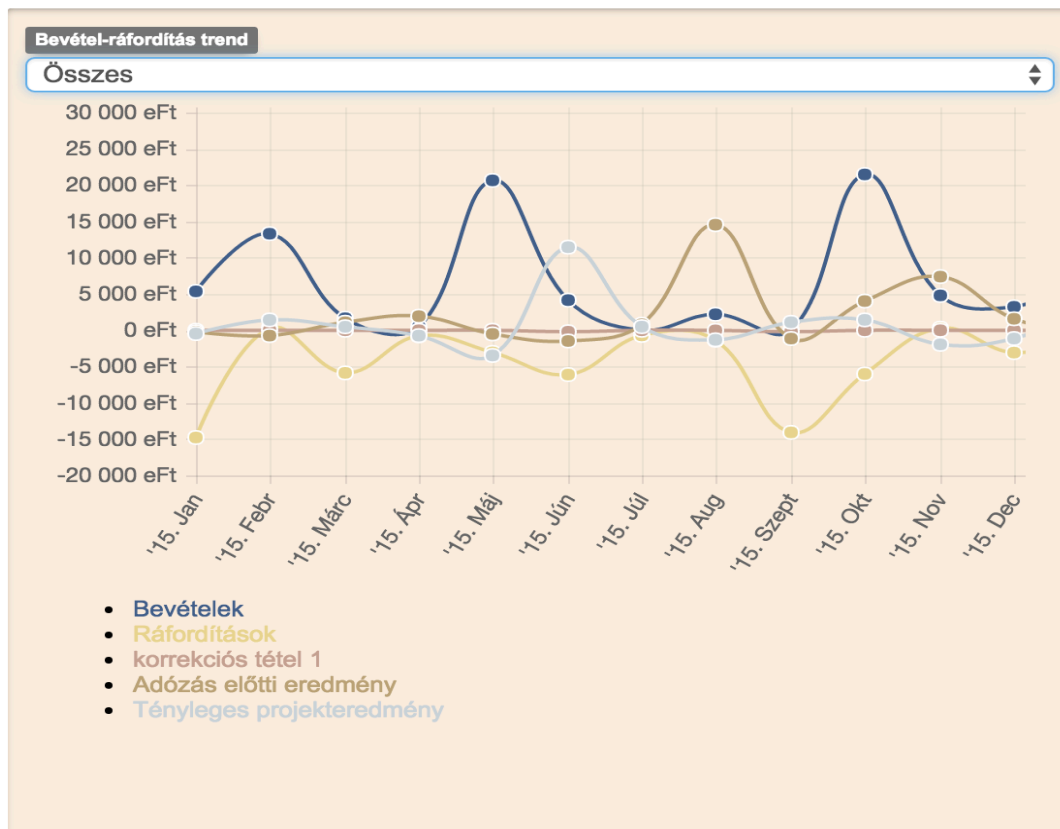 Bevétel-ráfordítás trend
Összes
30 000 eFt
25 000 eFt
20 000 eFt
15 000 eFt
10 000 eFt
5 000 eFt
0 eFt
-5 000 eFt
-10 000 eFt
-15 000 eFt
-20 000 eFt
'15. Jan
'15. Febr
'15. Márc
'15. Ápr
'15. Máj
'15. Jún
'15. Júl
'15. Aug
'15. Szept
'15. Okt
'15. Nov
'15. Dec
Bevételek
Ráfordítások
korrekciós tétel 1
Adózás előtti eredmény
Tényleges projekteredmény